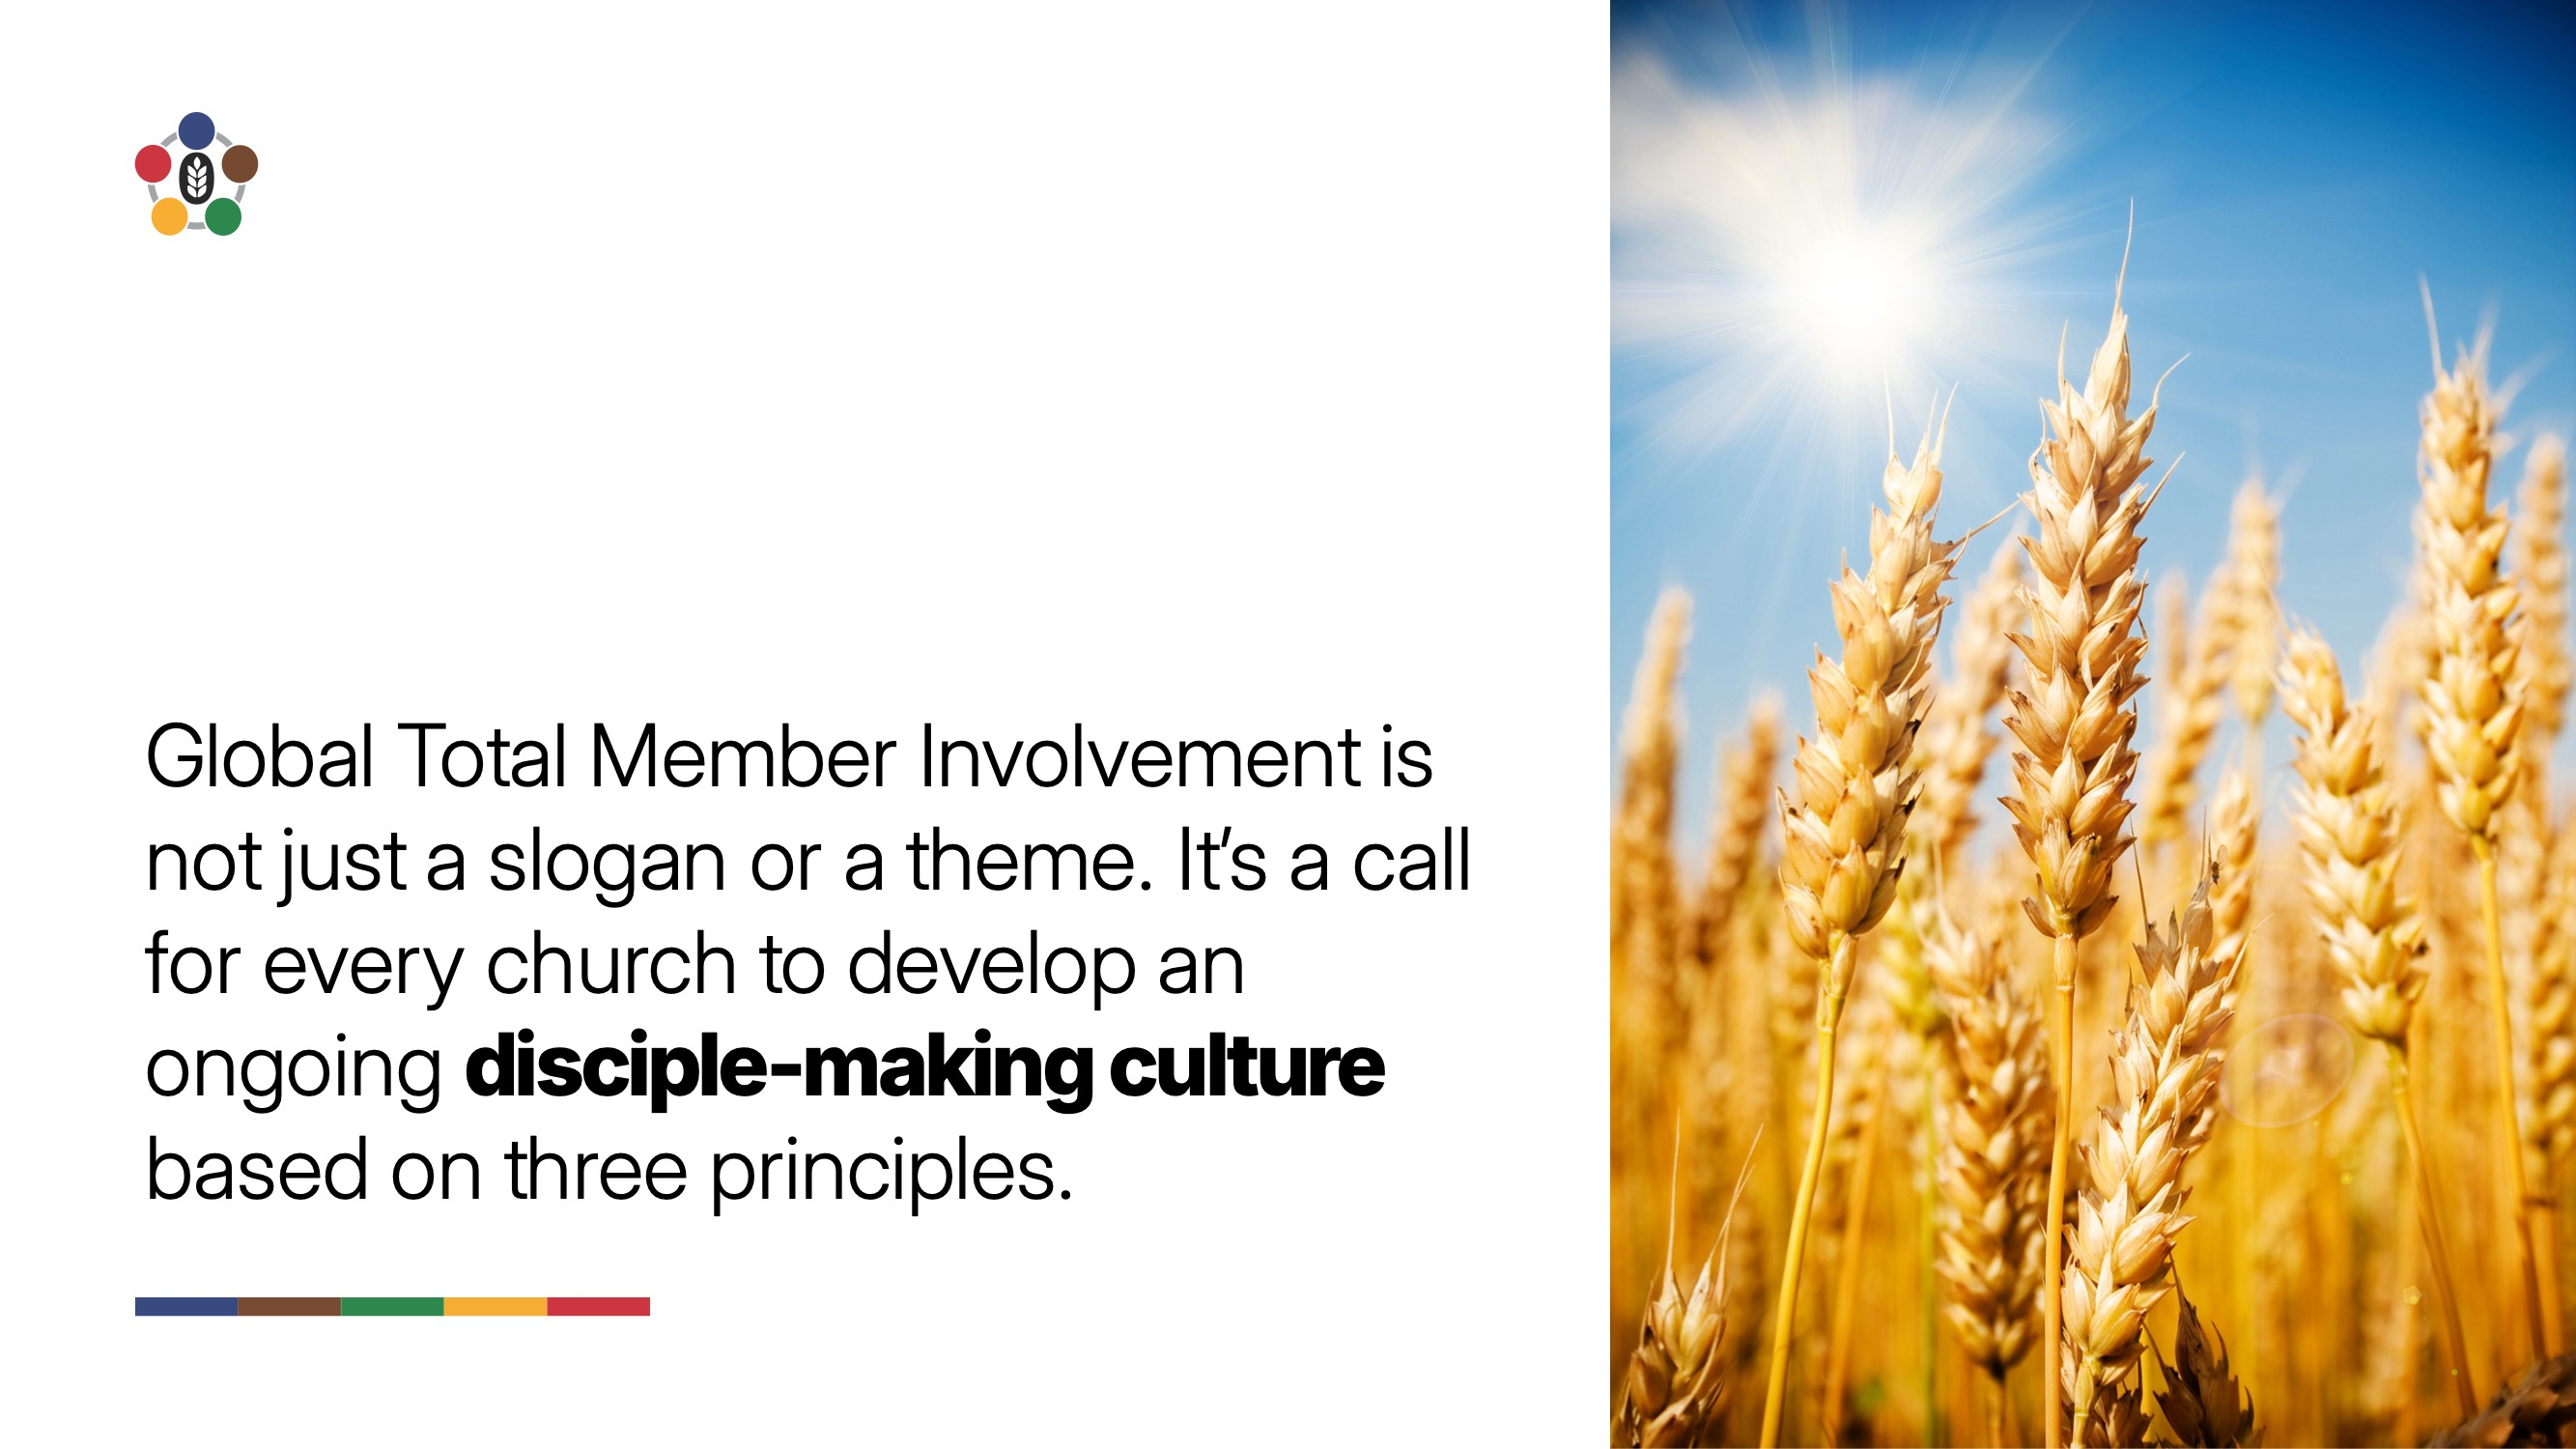 Global Total Member Involvement is
not just a slogan or a theme. It’s a call
for every church to develop an
ongoing disciple-making culture
based on three principles.